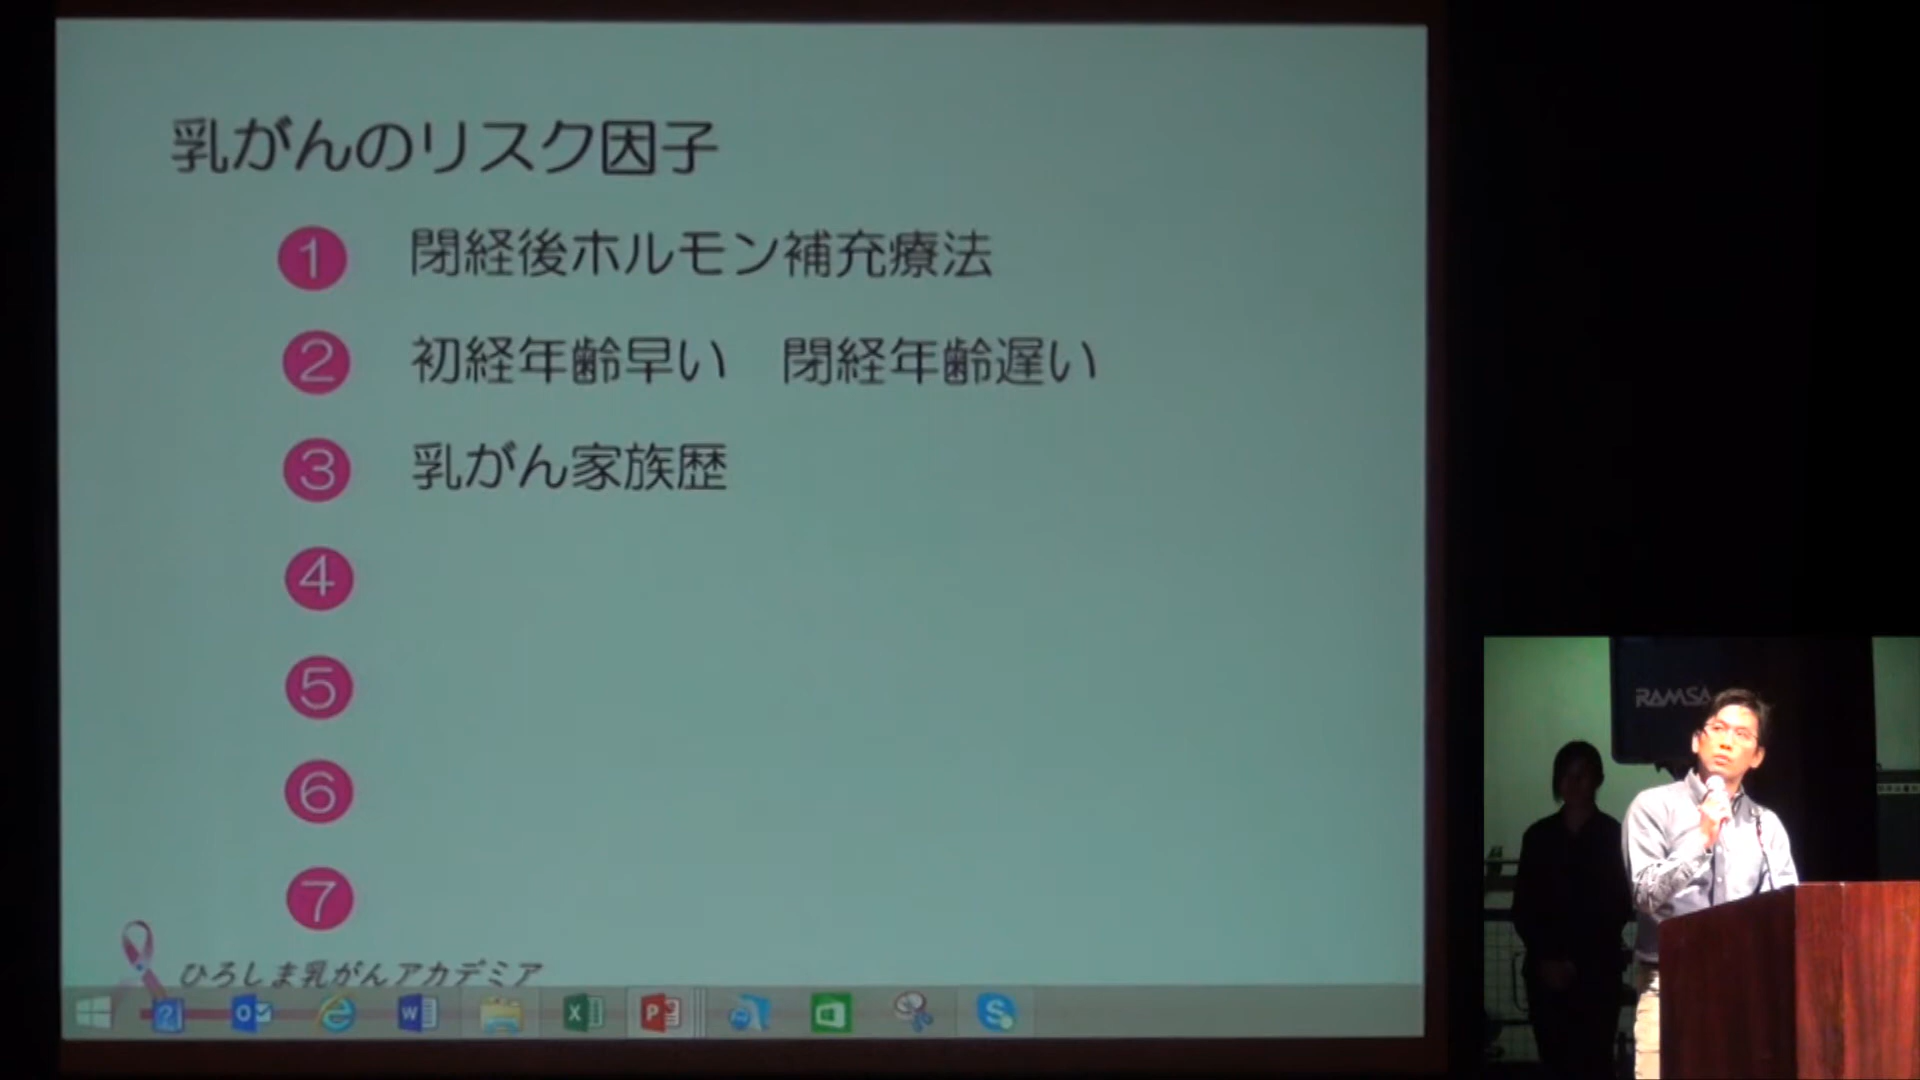 乳がんのリスク因子
1 閉経後ホルモン補充療法
2 初経年齢早い 閉経年齢遅い
3 乳がん家族歴
4
5
6
7
ひろしま乳がんアカデミア
RAMSA